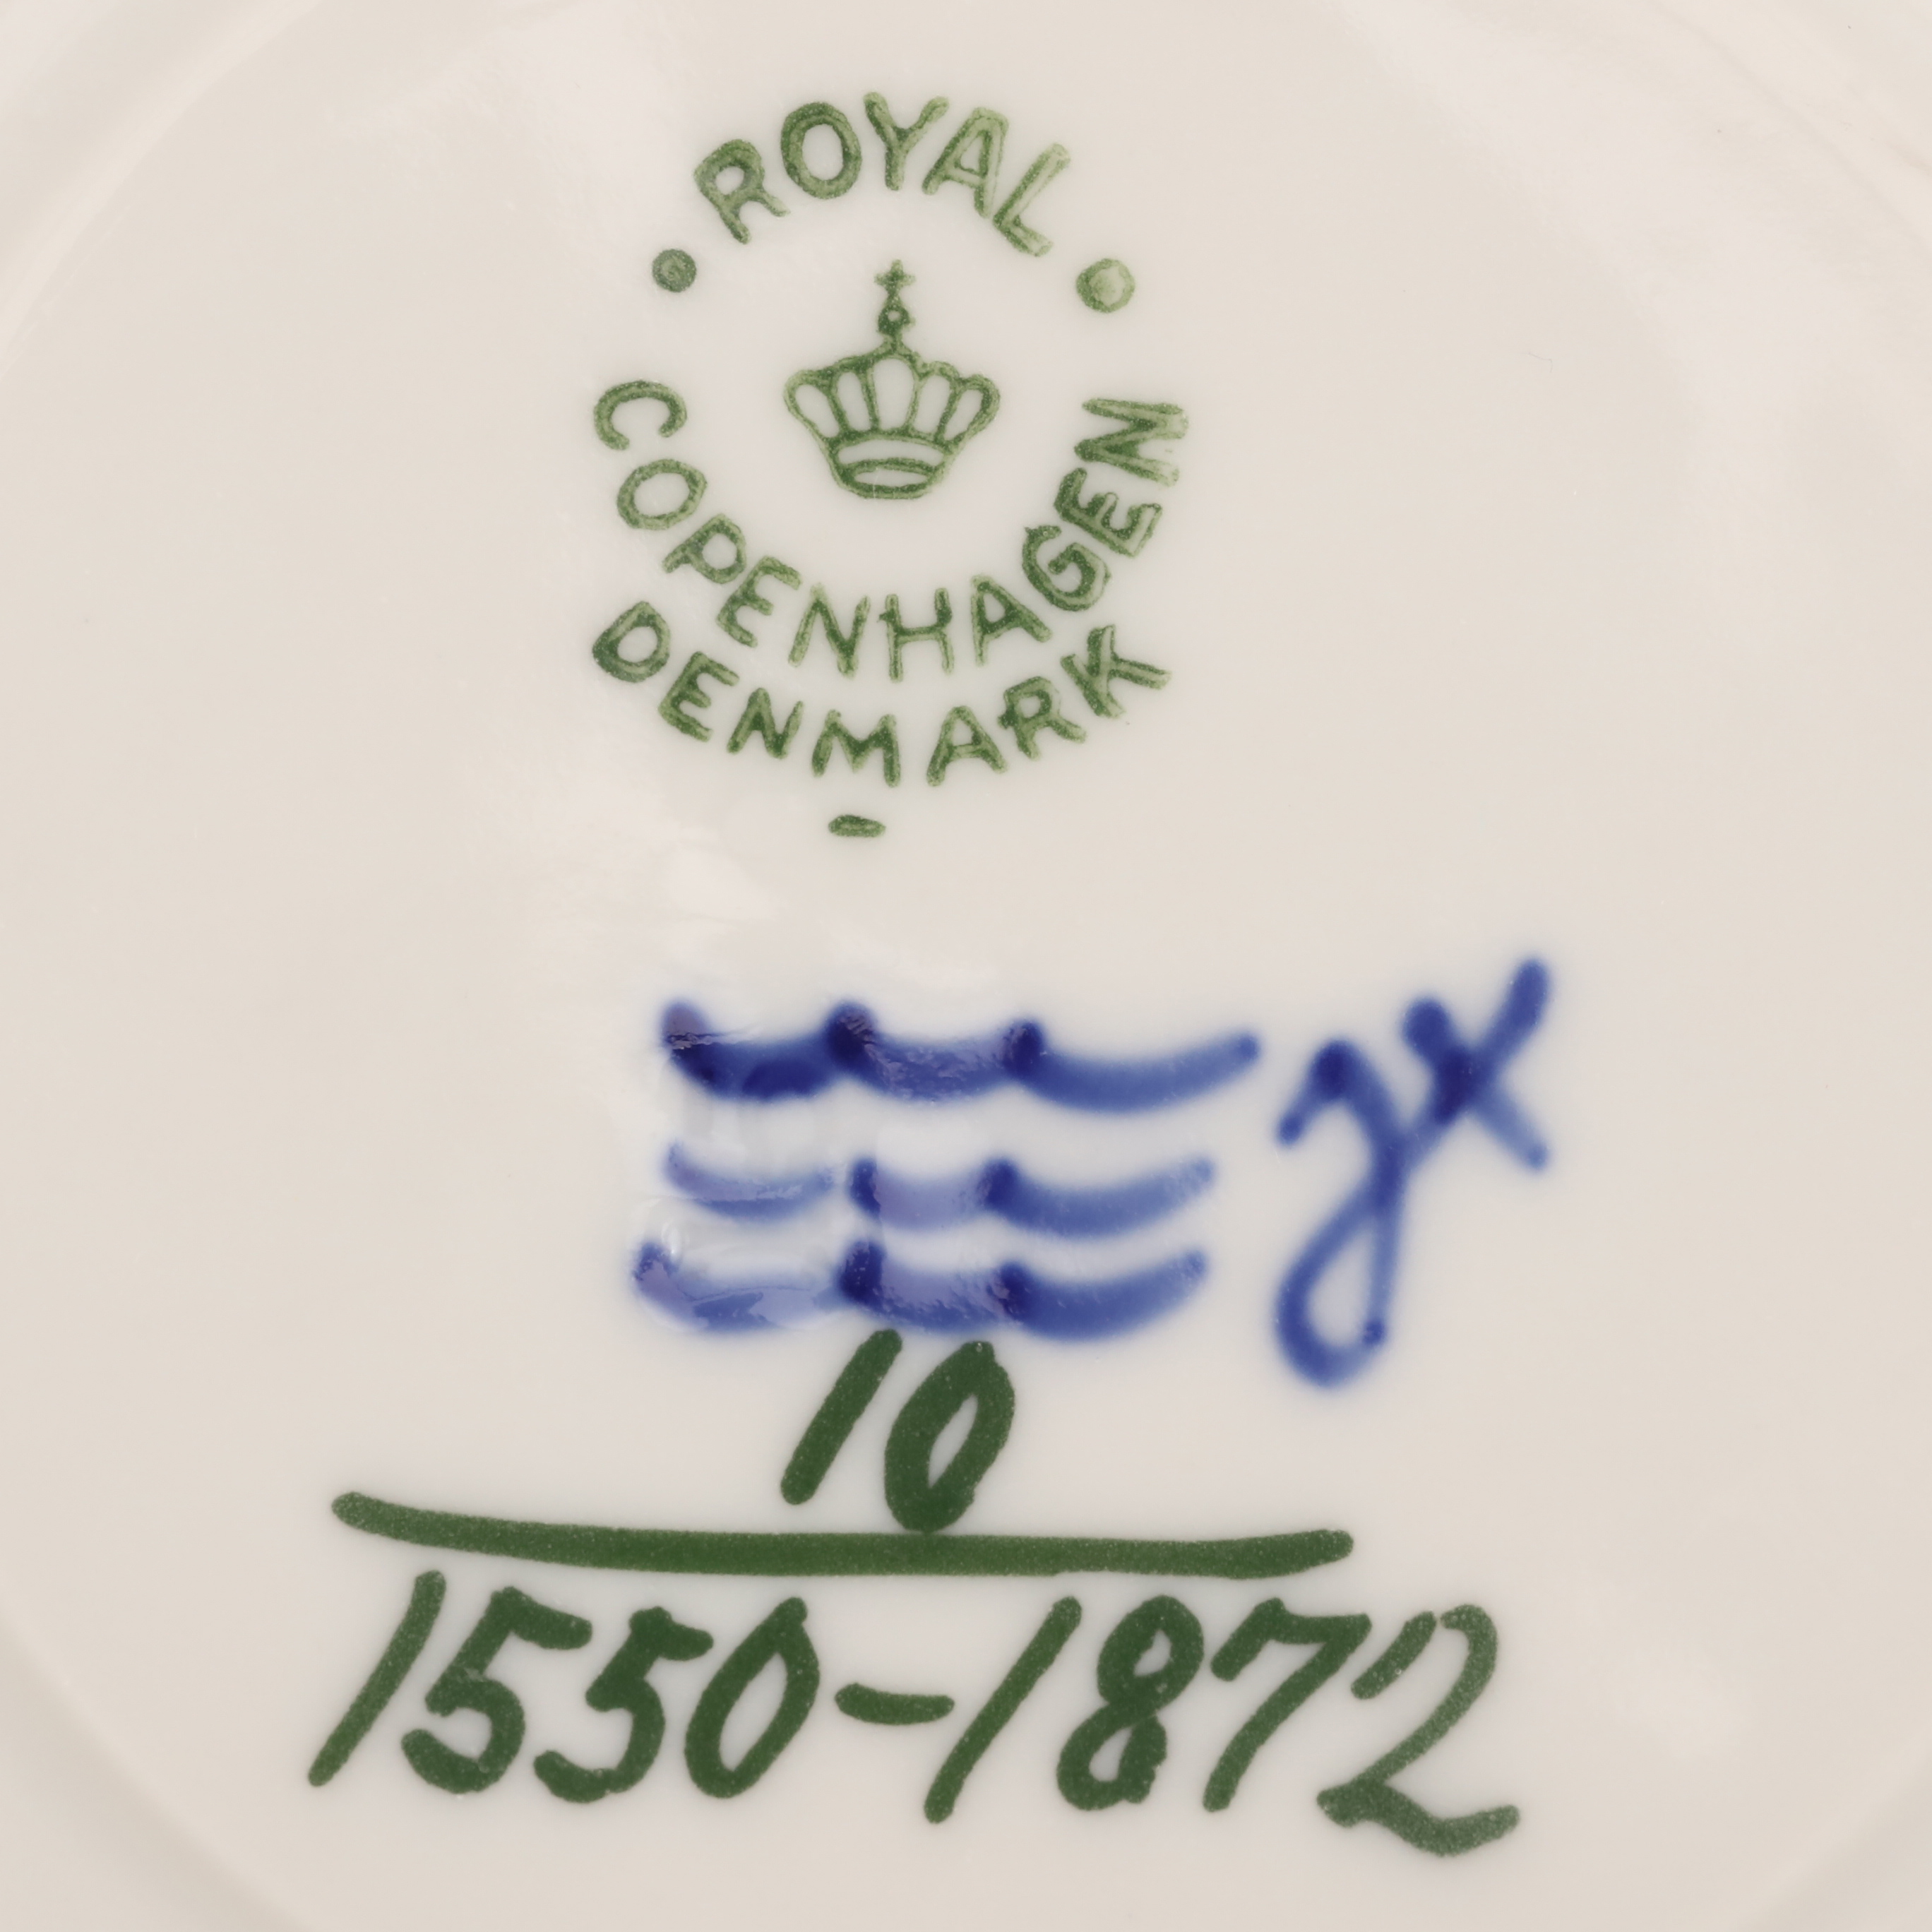 ROYAL
COPENHAGEN
DENMARK
10
1550-1872